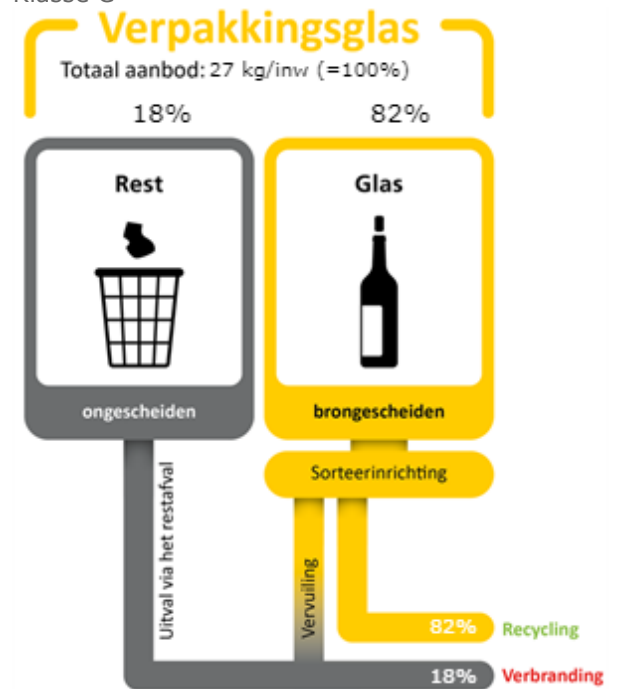 Verpakkingsglas
Totaal aanbod: 27 kg/inw (=100%)
18%
82%
Rest
Glas
ongescheiden
brongescheiden
Sorteerinrichting
Uitval via het restafval
Vervuiling
82% Recycling
18% Verbranding